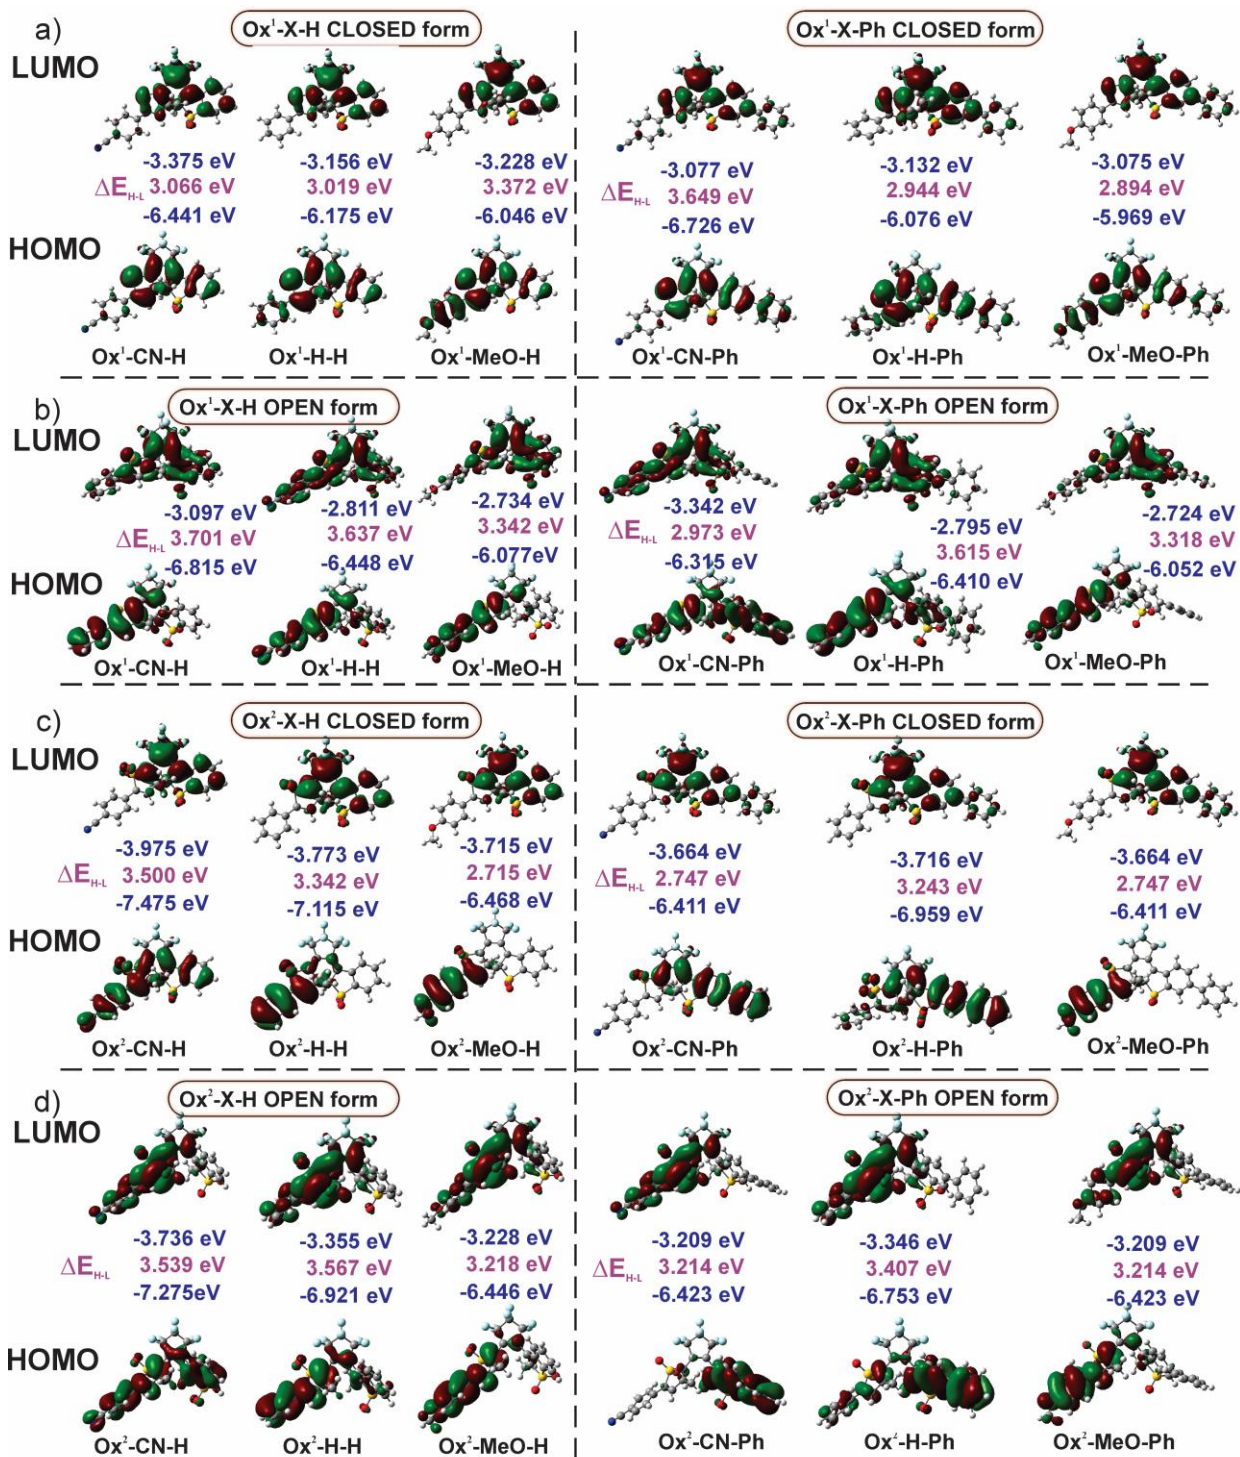 a)
Ox¹-X-H CLOSED form
LUMO
-3.375 eV
-3.156 eV
-3.228 eV
ΔE H-L 3.066 eV
3.019 eV
3.372 eV
-6.441 eV
-6.175 eV
-6.046 eV
HOMO
Ox¹-CN-H
Ox¹-H-H
Ox¹-MeO-H
Ox¹-X-Ph CLOSED form
-3.077 eV
-3.132 eV
-3.075 eV
ΔE H-L 3.649 eV
2.944 eV
2.894 eV
-6.726 eV
-6.076 eV
-5.969 eV
Ox¹-CN-Ph
Ox¹-H-Ph
Ox¹-MeO-Ph
b)
Ox¹-X-H OPEN form
LUMO
-3.097 eV
-2.811 eV
-2.734 eV
ΔE H-L 3.701 eV
3.637 eV
3.342 eV
-6.815 eV
-6.448 eV
-6.077eV
HOMO
Ox¹-CN-H
Ox¹-H-H
Ox¹-MeO-H
Ox¹-X-Ph OPEN form
-3.342 eV
-2.795 eV
-2.724 eV
ΔE H-L 2.973 eV
3.615 eV
3.318 eV
-6.315 eV
-6.410 eV
-6.052 eV
Ox¹-CN-Ph
Ox¹-H-Ph
Ox¹-MeO-Ph
c)
Ox²-X-H CLOSED form
LUMO
-3.975 eV
-3.773 eV
-3.715 eV
ΔE H-L 3.500 eV
3.342 eV
2.715 eV
-7.475 eV
-7.115 eV
-6.468 eV
HOMO
Ox²-CN-H
Ox²-H-H
Ox²-MeO-H
Ox²-X-Ph CLOSED form
-3.664 eV
-3.716 eV
-3.664 eV
ΔE H-L 2.747 eV
3.243 eV
2.747 eV
-6.411 eV
-6.959 eV
-6.411 eV
Ox²-CN-Ph
Ox²-H-Ph
Ox²-MeO-Ph
d)
Ox²-X-H OPEN form
LUMO
-3.736 eV
-3.355 eV
-3.228 eV
ΔE H-L 3.539 eV
3.567 eV
3.218 eV
-7.275eV
-6.921 eV
-6.446 eV
HOMO
Ox²-CN-H
Ox²-H-H
Ox²-MeO-H
Ox²-X-Ph OPEN form
-3.209 eV
-3.346 eV
-3.209 eV
ΔE H-L 3.214 eV
3.407 eV
3.214 eV
-6.423 eV
-6.753 eV
-6.423 eV
Ox²-CN-Ph
Ox²-H-Ph
Ox²-MeO-Ph